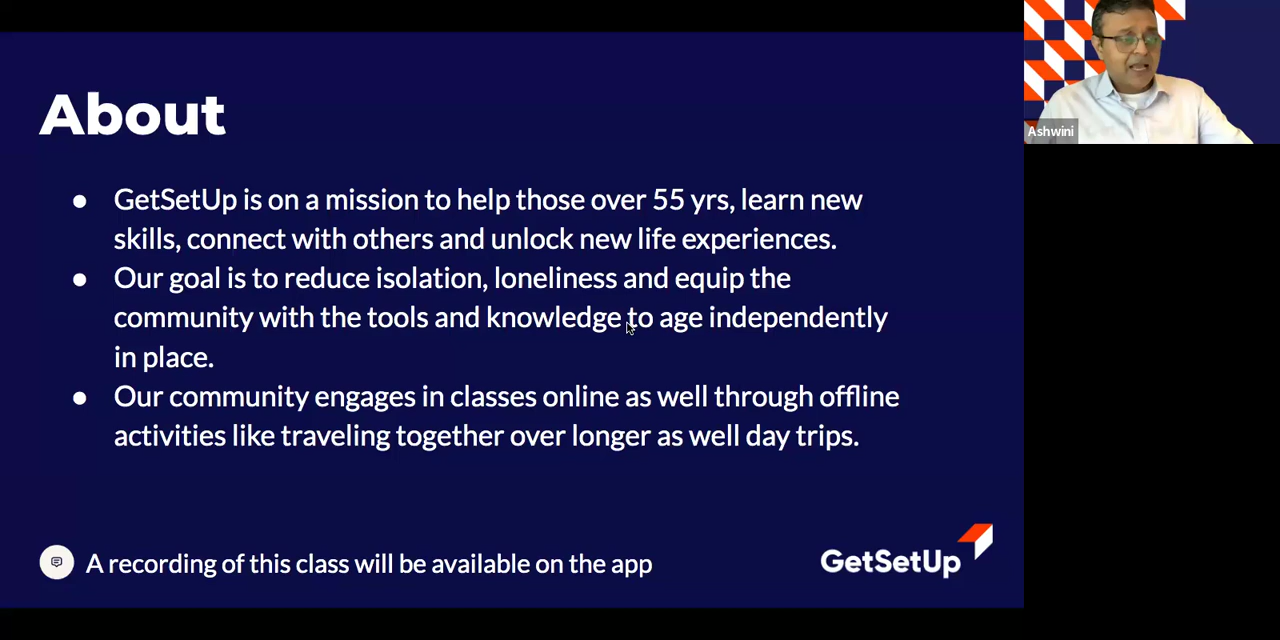 About
● GetSetUp is on a mission to help those over 55 yrs, learn new
skills, connect with others and unlock new life experiences.
● Our goal is to reduce isolation, loneliness and equip the
community with the tools and knowledge to age independently
in place.
● Our community engages in classes online as well through offline
activities like traveling together over longer as well day trips.
A recording of this class will be available on the app
GetSetUp
Ashwini